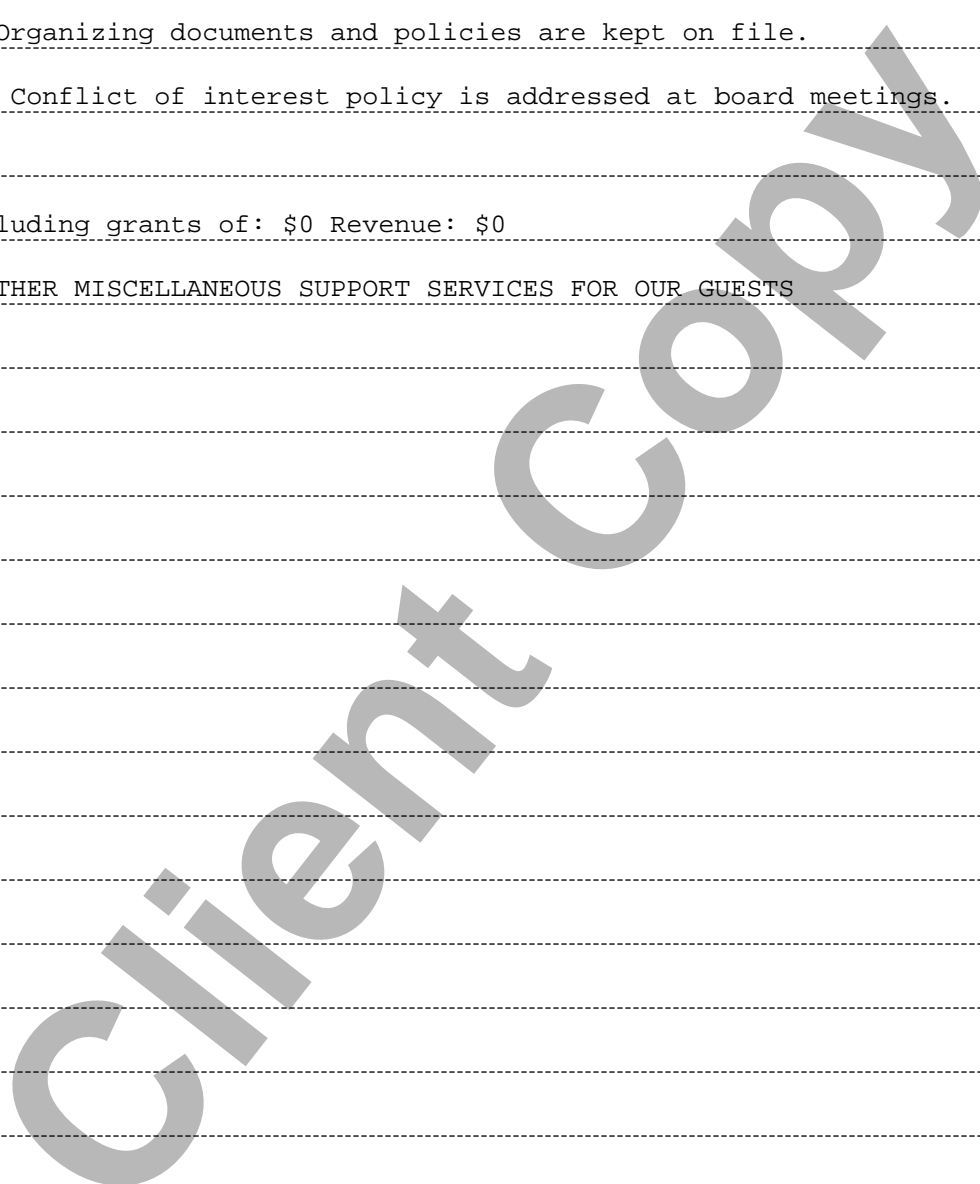 Organizing documents and policies are kept on file.
Conflict of interest policy is addressed at board meetings.
luding grants of: $0 Revenue: $0
THER MISCELLANEOUS SUPPORT SERVICES FOR OUR GUESTS
Client Copy